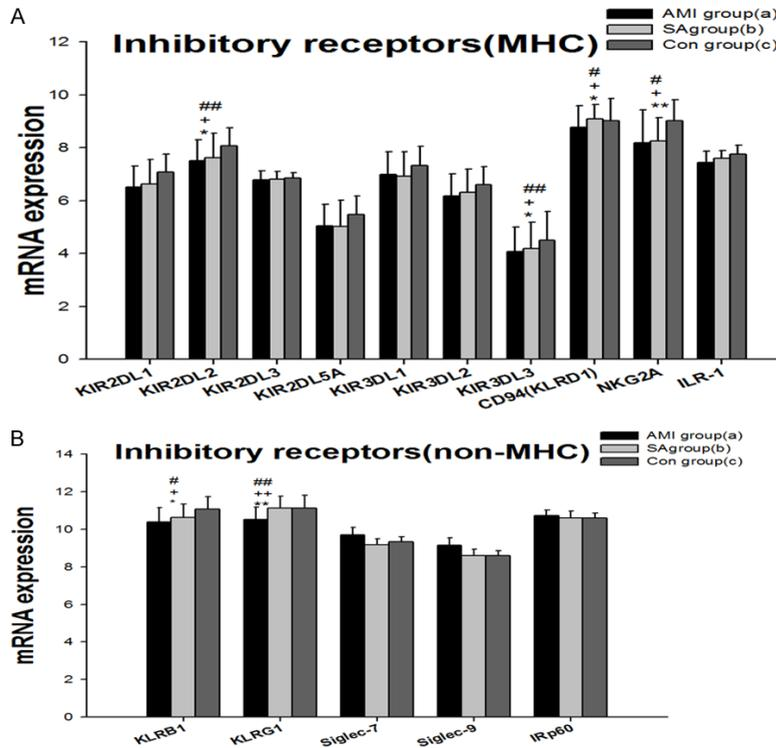 A
Inhibitory receptors(MHC)
AMI group(a)
SAgroup(b)
Con group(c)
mRNA expression
12
10
8
6
4
2
0
##
+
*
##
+
*
#
+
*
#
+
**
KIR2DL1
KIR2DL2
KIR2DL3
KIR2DL5A
KIR3DL1
KIR3DL2
KIR3DL3
CD94(KLRD1)
NKG2A
ILR-1
B
Inhibitory receptors(non-MHC)
AMI group(a)
SAgroup(b)
Con group(c)
mRNA expression
14
12
10
8
6
4
2
0
#
+
*
##
++
**
KLRB1
KLRG1
Siglec-7
Siglec-9
IRp60